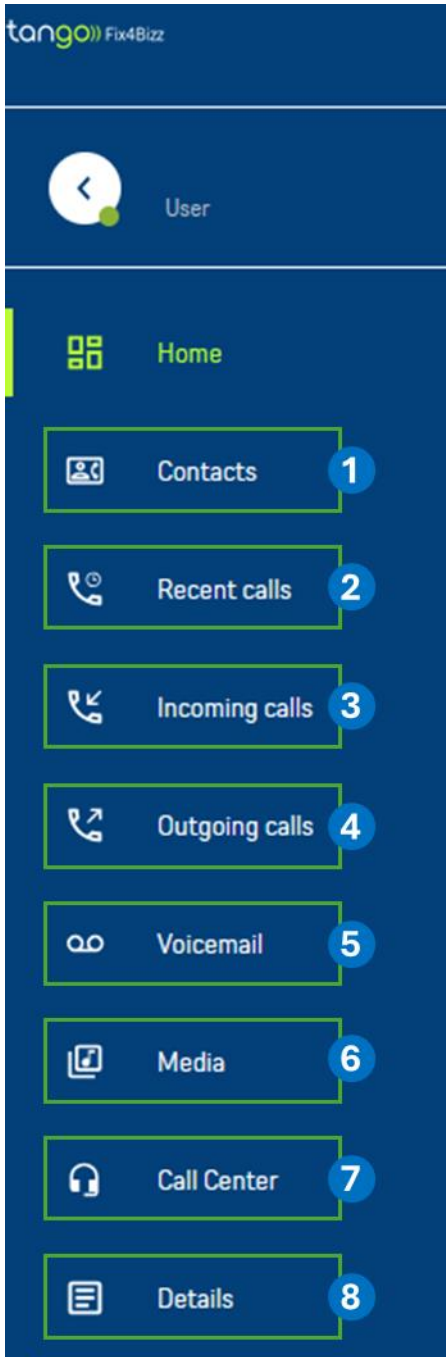 tango Fix4Bizz
User
Home
Contacts 1
Recent calls 2
Incoming calls 3
Outgoing calls 4
Voicemail 5
Media 6
Call Center 7
Details 8